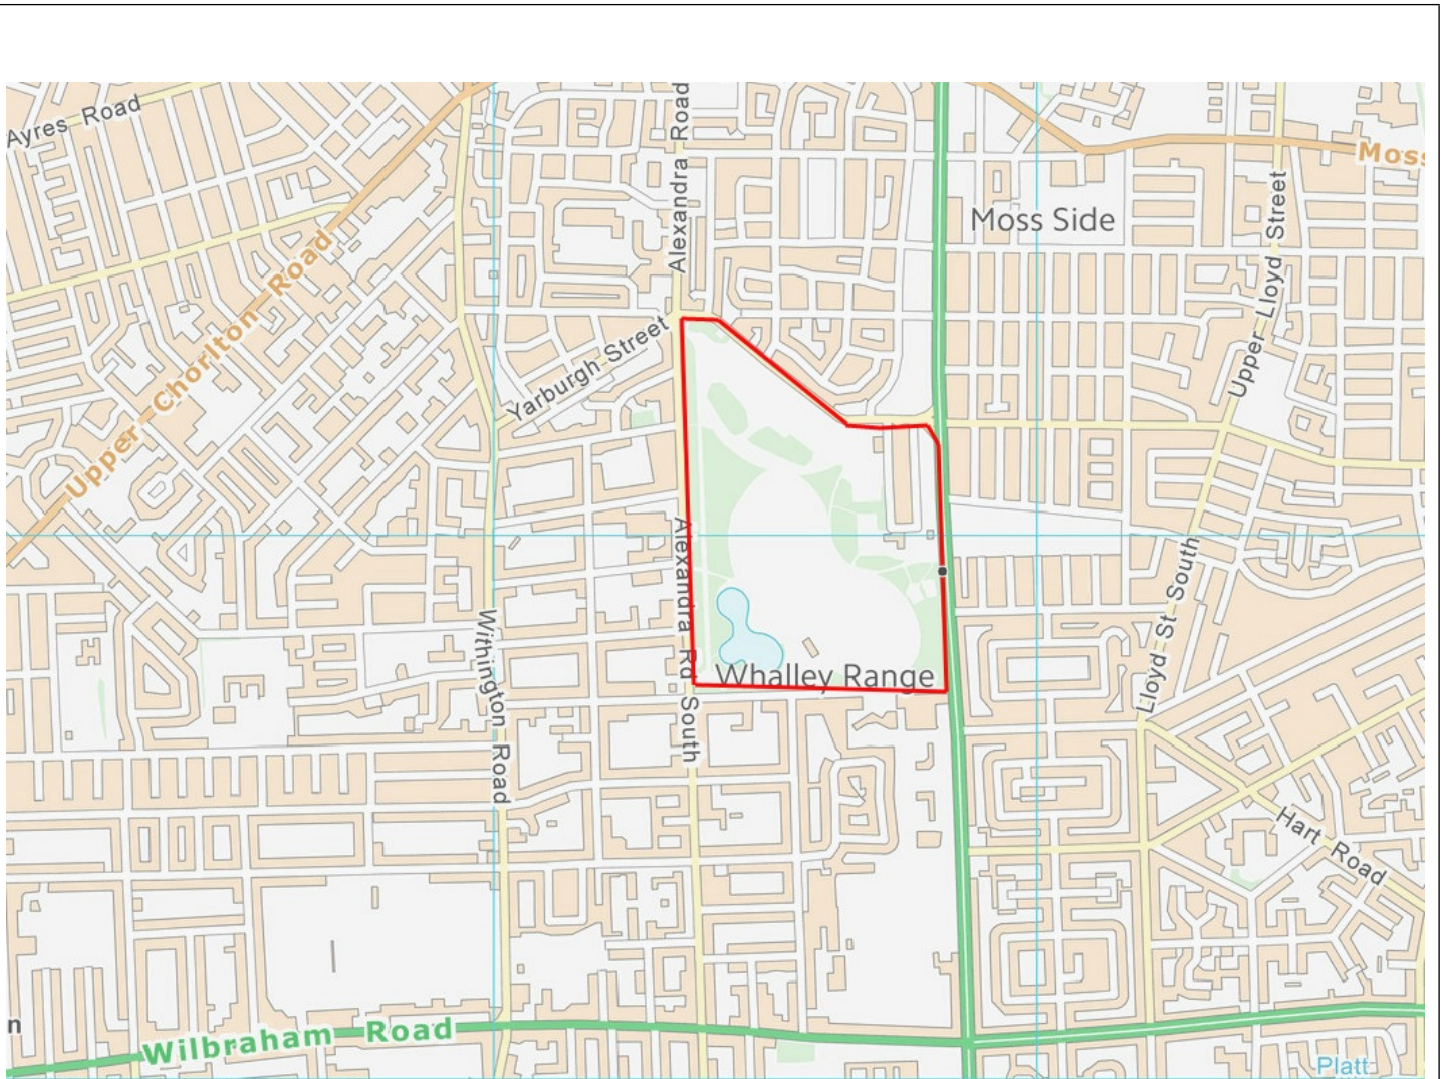 Ayres Road
Alexandra Road
Moss
Moss Side
Upper Lloyd Street
Upper Chorlton Road
Yarburgh Street
Alexandra Rd South
Whalley Range
Withington Road
Lloyd St South
Hart Road
n
Wilbraham Road
Platt